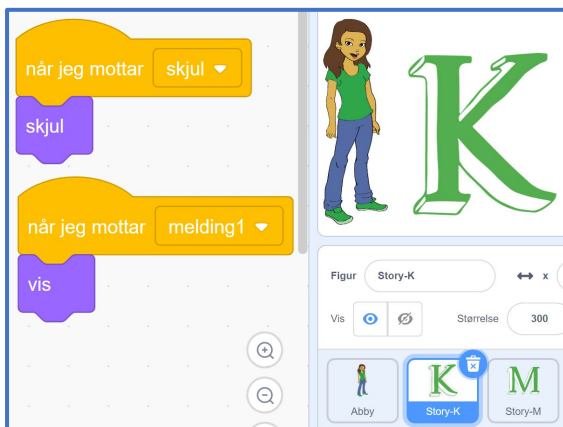 når jeg mottar skjul
skjul
når jeg mottar melding1
vis
K
Figur Story-K x
Vis Størrelse 300
K M
Abby Story-K Story-M